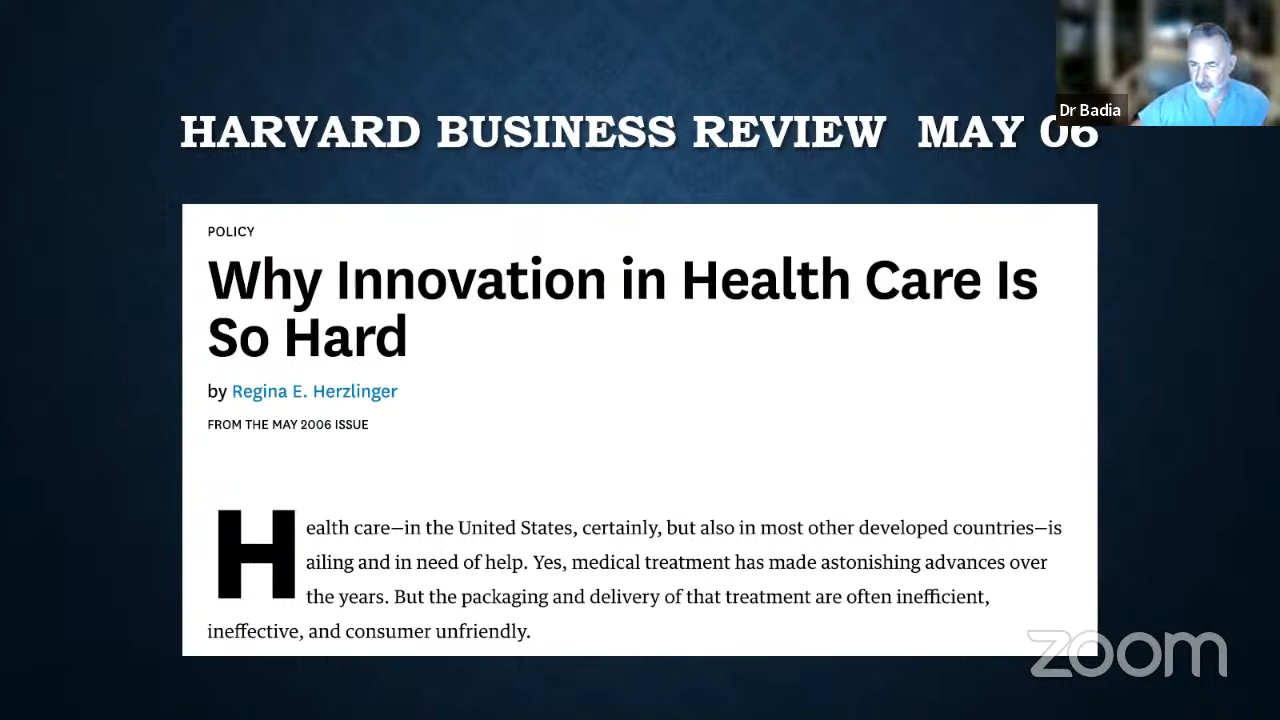 HARVARD BUSINESS REVIEW MAY 06
Dr Badia
POLICY
Why Innovation in Health Care Is
So Hard
by Regina E. Herzlinger
FROM THE MAY 2006 ISSUE
Health care—in the United States, certainly, but also in most other developed countries—is
ailing and in need of help. Yes, medical treatment has made astonishing advances over
the years. But the packaging and delivery of that treatment are often inefficient,
ineffective, and consumer unfriendly.
zoom